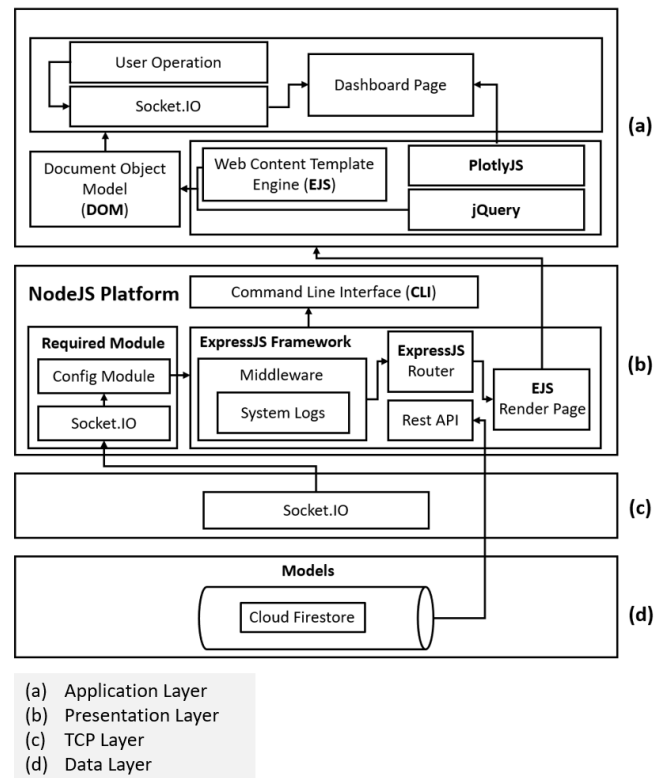 User Operation
Socket.IO
Dashboard Page
(a)
Document Object
Model
(DOM)
Web Content Template
Engine (EJS)
PlotlyJS
jQuery
NodeJS Platform
Command Line Interface (CLI)
Required Module
Config Module
Socket.IO
ExpressJS Framework
Middleware
System Logs
ExpressJS
Router
Rest API
EJS
Render Page
(b)
Socket.IO
(c)
Models
Cloud Firestore
(d)
(a) Application Layer
(b) Presentation Layer
(c) TCP Layer
(d) Data Layer